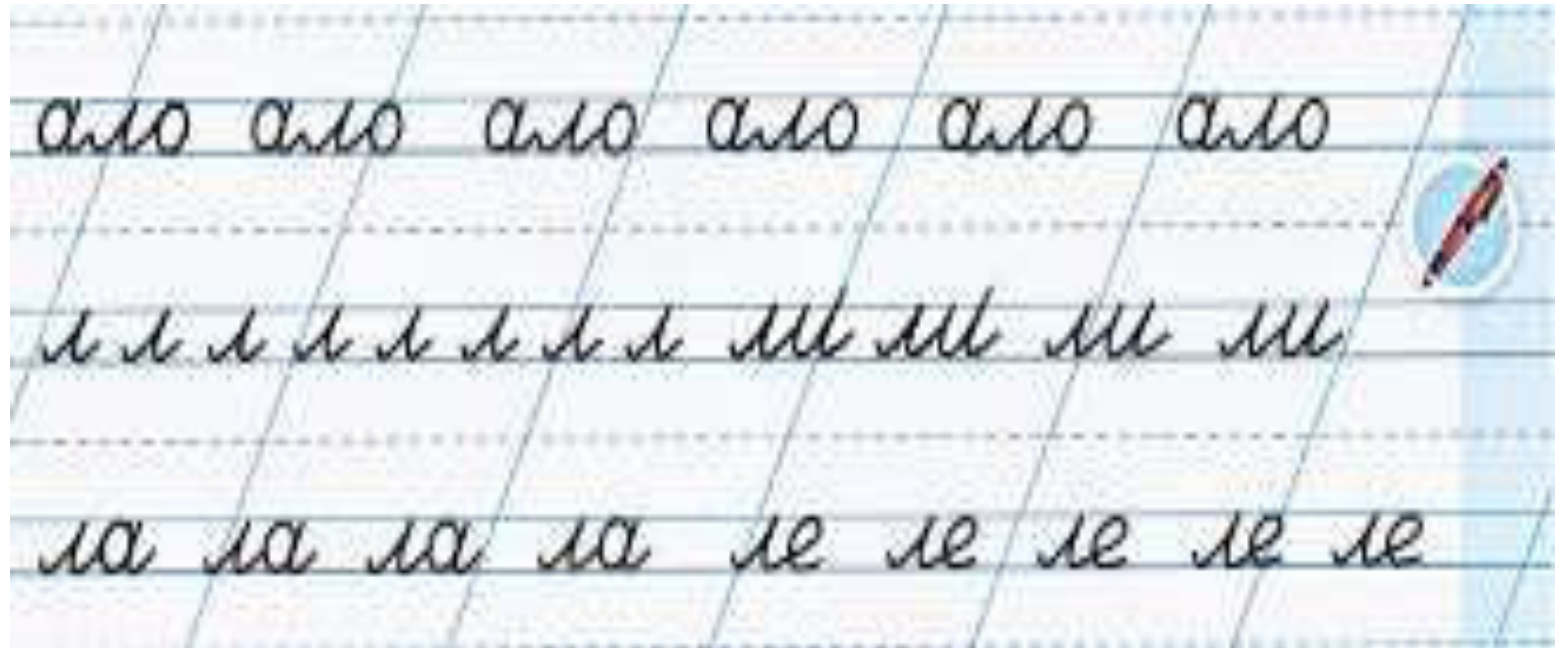 ало ало ало ало ало ало
л л л л л л л л ли ли ли ли
ла ла ла ла ле ле ле ле ле